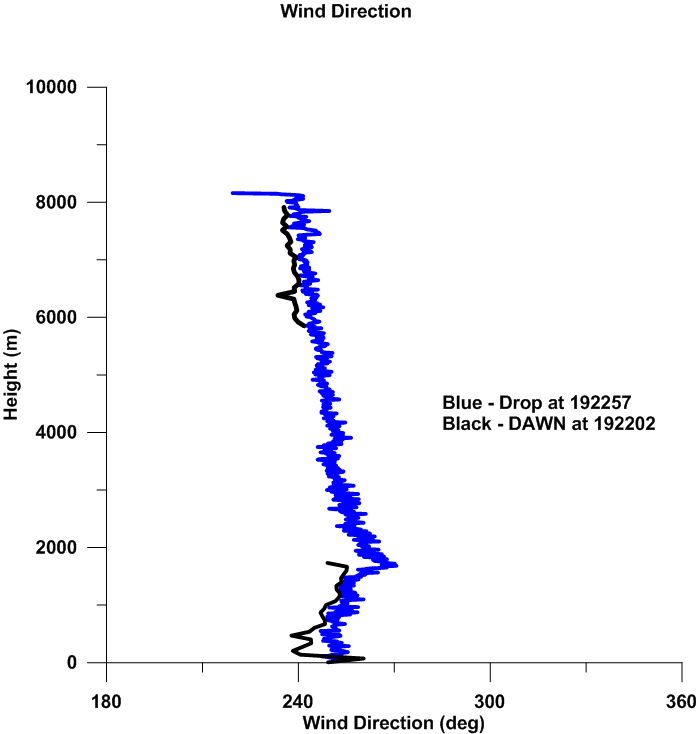 Wind Direction
10000
8000
6000
4000
2000
0
Height (m)
Blue - Drop at 192257
Black - DAWN at 192202
180
240
300
360
Wind Direction (deg)